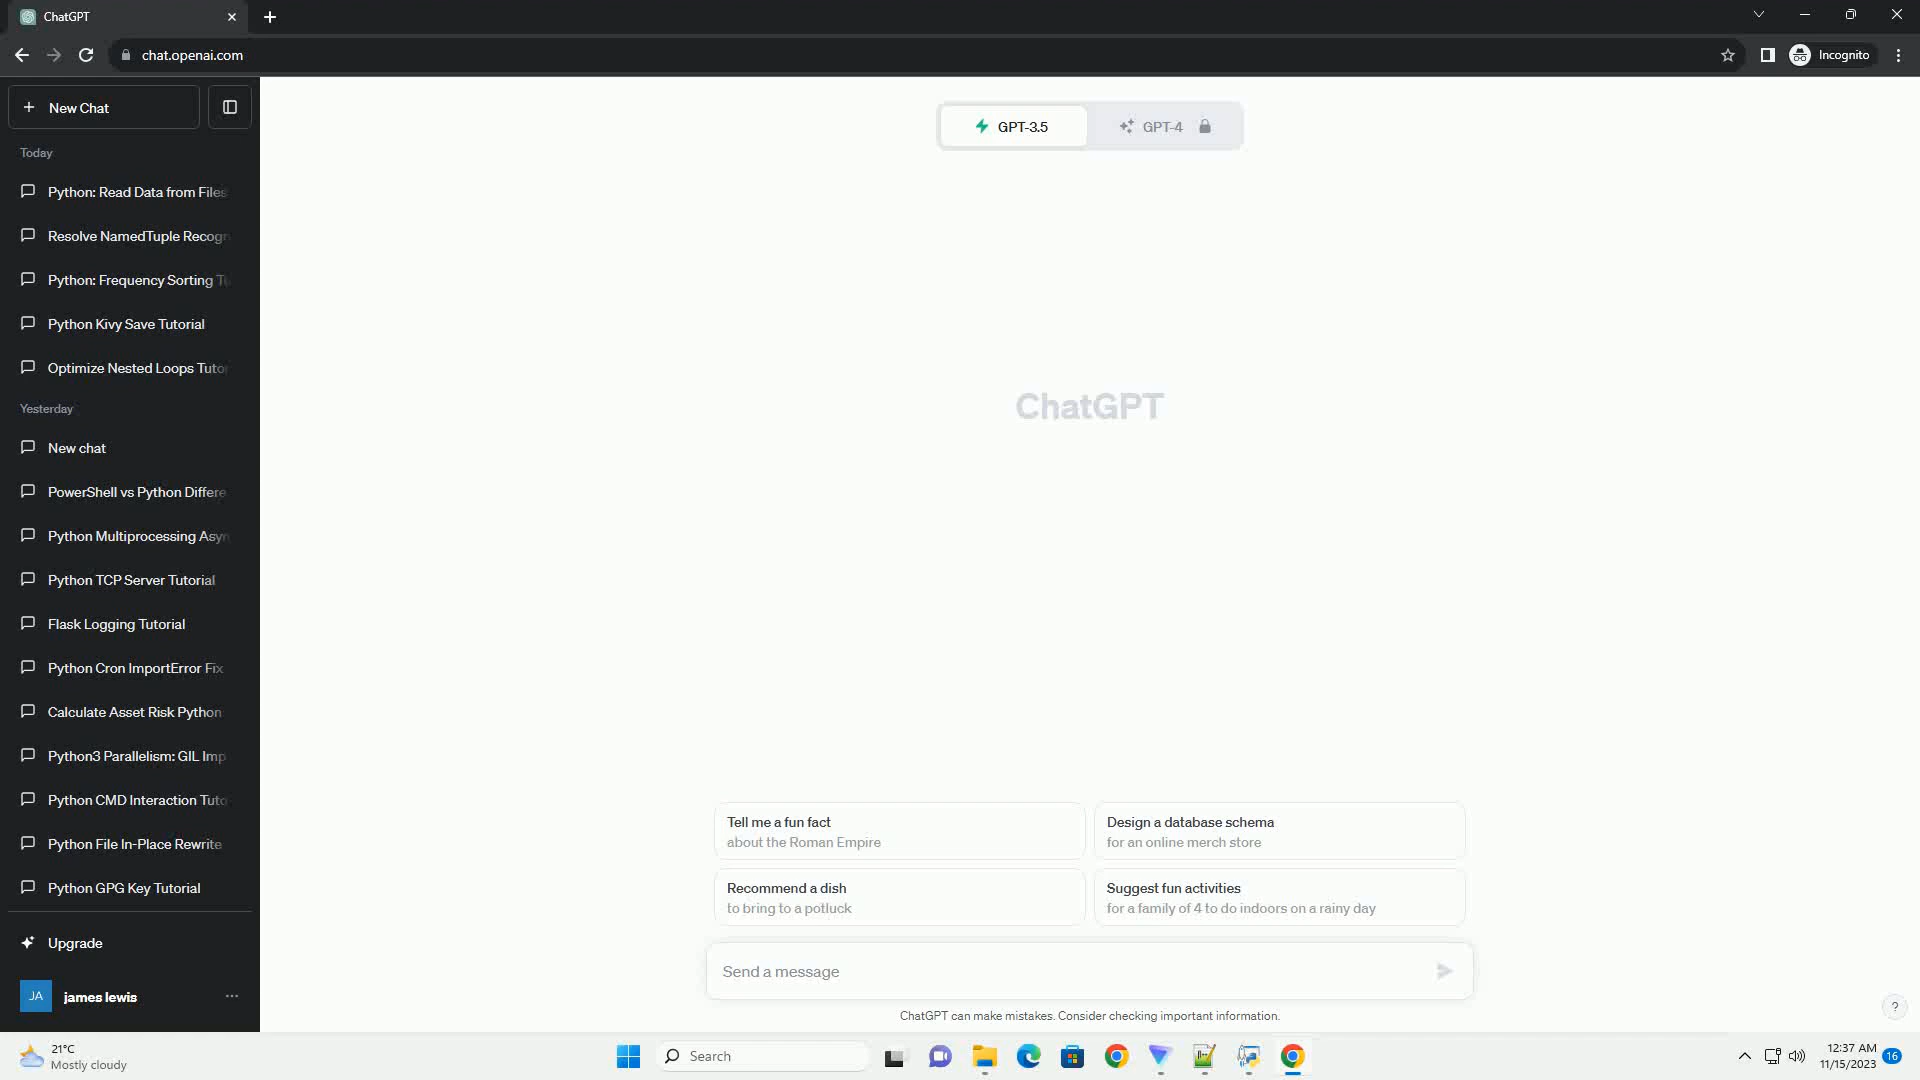 ChatGPT
chat.openai.com
Incognito
New Chat
Today
Python: Read Data from Files
Resolve NamedTuple Recogn
Python: Frequency Sorting Tu
Python Kivy Save Tutorial
Optimize Nested Loops Tutor
Yesterday
New chat
PowerShell vs Python Differe
Python Multiprocessing Asyn
Python TCP Server Tutorial
Flask Logging Tutorial
Python Cron ImportError Fix
Calculate Asset Risk Python
Python3 Parallelism: GIL Imp
Python CMD Interaction Tuto
Python File In-Place Rewrite
Python GPG Key Tutorial
Upgrade
JA james lewis
GPT-3.5
GPT-4
ChatGPT
Tell me a fun fact
about the Roman Empire
Design a database schema
for an online merch store
Recommend a dish
to bring to a potluck
Suggest fun activities
for a family of 4 to do indoors on a rainy day
Send a message
ChatGPT can make mistakes. Consider checking important information.
?
21°C
Mostly cloudy
Search
12:37 AM
11/15/2023
16